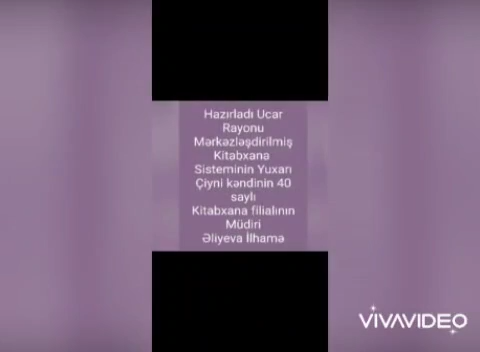 Hazırladı Ucar
Rayonu
Mərkəzləşdirilmiş
Kitabxana
Sisteminin Yuxarı
Çiyni kəndinin 40
saylı
Kitabxana filialının
Müdiri
Əliyeva İlhamə
VIVAVIDEO